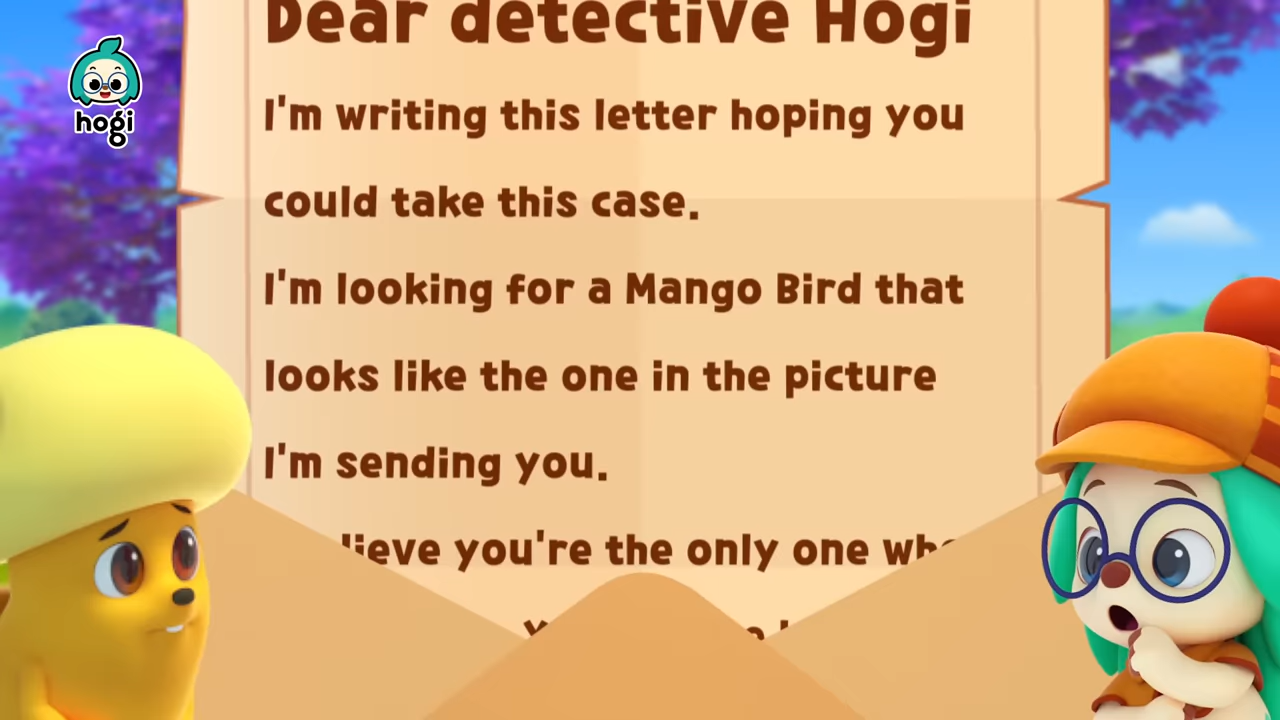 hogi
Dear detective Hogi
I'm writing this letter hoping you
could take this case.
I'm looking for a Mango Bird that
looks like the one in the picture
I'm sending you.
you're the only one